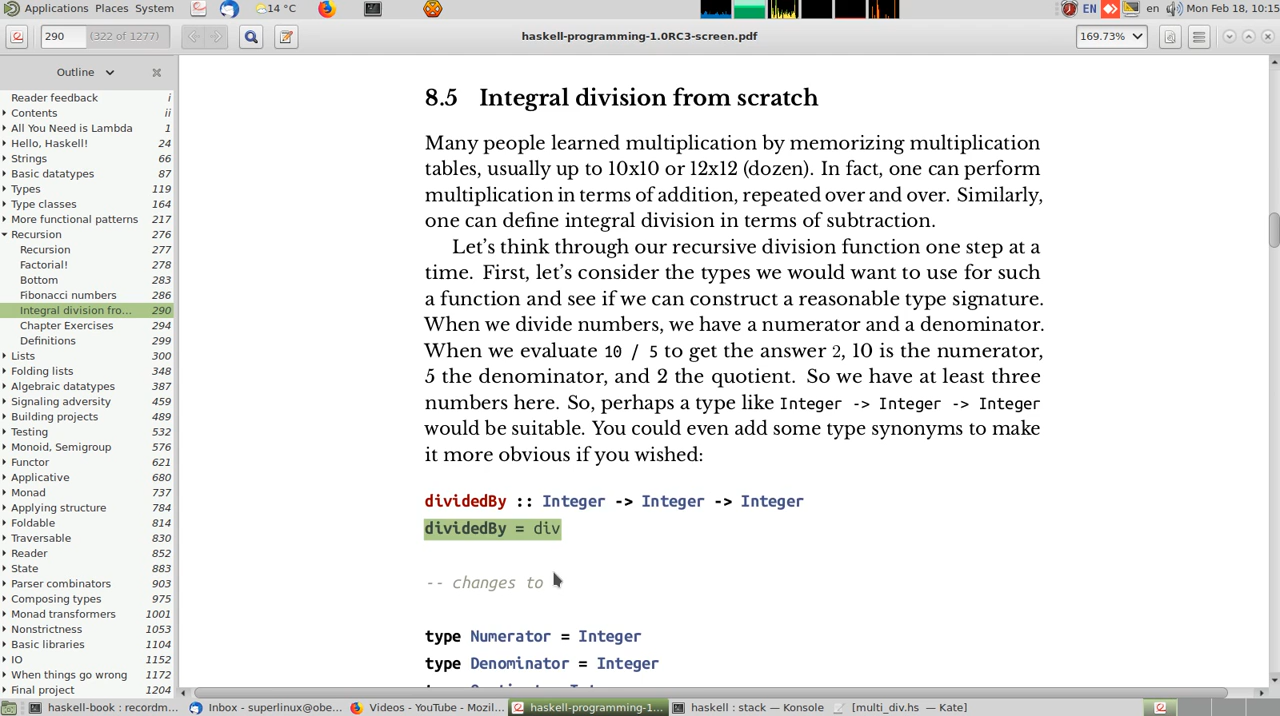 Applications Places System 14 °C EN en Mon Feb 18, 10:15
290 (322 of 1277) haskell-programming-1.0RC3-screen.pdf 169.73%
Outline
Reader feedback i
Contents ii
All You Need is Lambda 1
Hello, Haskell! 24
Strings 66
Basic datatypes 87
Types 119
Type classes 164
More functional patterns 217
Recursion 276
Recursion 277
Factorial! 278
Bottom 283
Fibonacci numbers 286
Integral division fro... 290
Chapter Exercises 294
Definitions 299
Lists 300
Folding lists 348
Algebraic datatypes 387
Signaling adversity 459
Building projects 489
Testing 532
Monoid, Semigroup 576
Functor 621
Applicative 680
Monad 737
Applying structure 784
Foldable 814
Traversable 830
Reader 852
State 883
Parser combinators 903
Composing types 975
Monad transformers 1001
Nonstrictness 1053
Basic libraries 1104
IO 1152
When things go wrong 1172
Final project 1204
8.5 Integral division from scratch
Many people learned multiplication by memorizing multiplication
tables, usually up to 10x10 or 12x12 (dozen). In fact, one can perform
multiplication in terms of addition, repeated over and over. Similarly,
one can define integral division in terms of subtraction.
Let’s think through our recursive division function one step at a
time. First, let’s consider the types we would want to use for such
a function and see if we can construct a reasonable type signature.
When we divide numbers, we have a numerator and a denominator.
When we evaluate 10 / 5 to get the answer 2, 10 is the numerator,
5 the denominator, and 2 the quotient. So we have at least three
numbers here. So, perhaps a type like Integer -> Integer -> Integer
would be suitable. You could even add some type synonyms to make
it more obvious if you wished:
dividedBy :: Integer -> Integer -> Integer
dividedBy = div
-- changes to
type Numerator = Integer
type Denominator = Integer
haskell-book : recordm... Inbox - superlinux@obe... Videos - YouTube - Mozil... haskell-programming-1.... haskell : stack — Konsole [multi_div.hs — Kate]